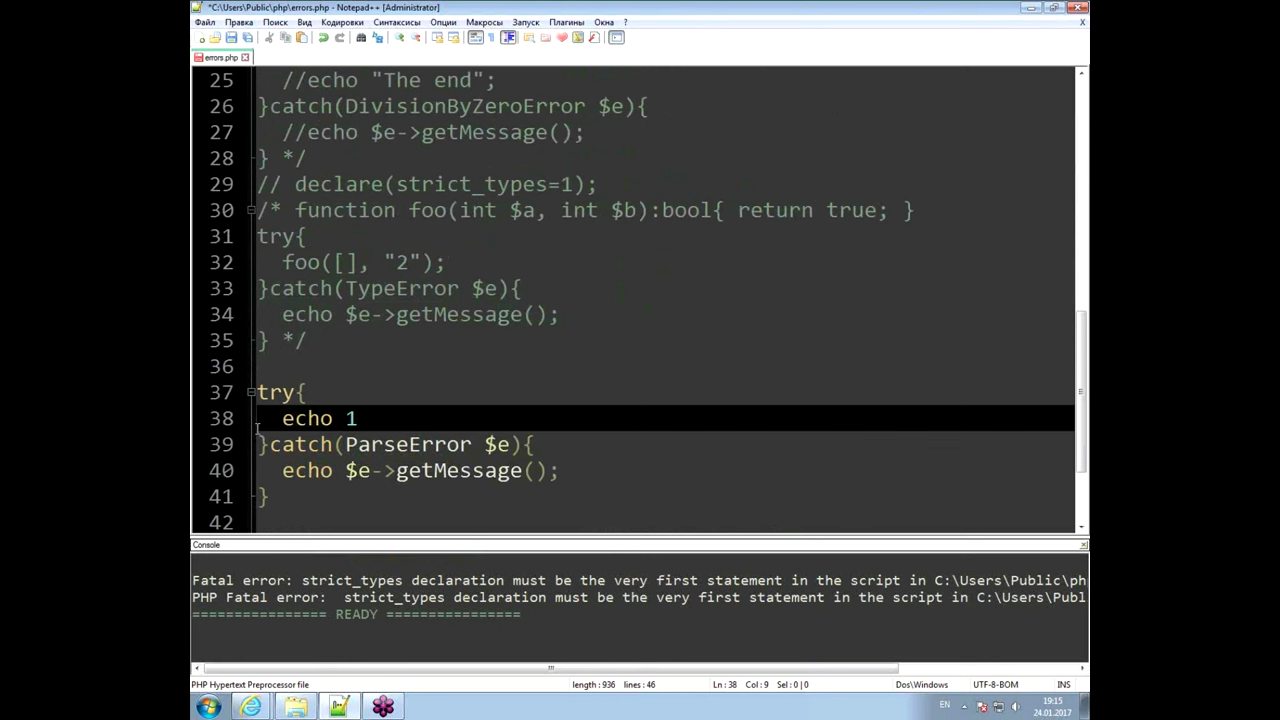 *C:\Users\Public\php\errors.php - Notepad++ [Administrator]
Файл Правка Поиск Вид Кодировки Синтаксисы Опции Макросы Запуск Плагины Окна ? X
errors.php
25 //echo "The end";
26 }catch(DivisionByZeroError $e){
27 //echo $e->getMessage();
28 } */
29 // declare(strict_types=1);
30 /* function foo(int $a, int $b):bool{ return true; }
31 try{
32 foo([], "2");
33 }catch(TypeError $e){
34 echo $e->getMessage();
35 } */
36
37 try{
38 echo 1
39 }catch(ParseError $e){
40 echo $e->getMessage();
41 }
42
Console
Fatal error: strict_types declaration must be the very first statement in the script in C:\Users\Public\ph
PHP Fatal error:  strict_types declaration must be the very first statement in the script in C:\Users\Publ
================ READY ================
PHP Hypertext Preprocessor file length : 936 lines : 46 Ln : 38 Col : 9 Sel : 0 | 0 Dos\Windows UTF-8-BOM INS
EN 19:15
24.01.2017